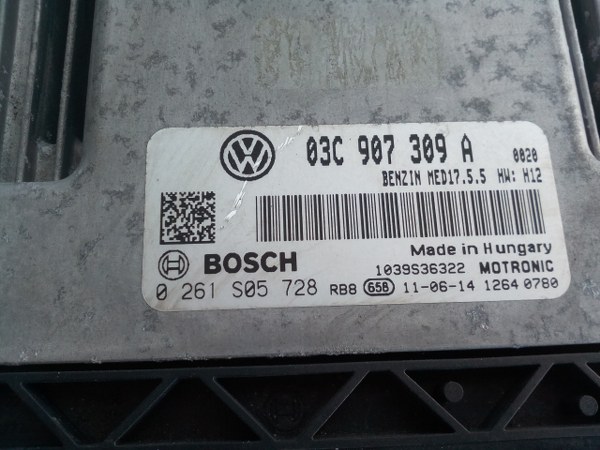 03C 907 309 A 0020
BENZIN MED17.5.5 HW: H12
Made in Hungary
BOSCH 1039S36322 MOTRONIC
0 261 S05 728 RB8 658 11-06-14 1264 0780